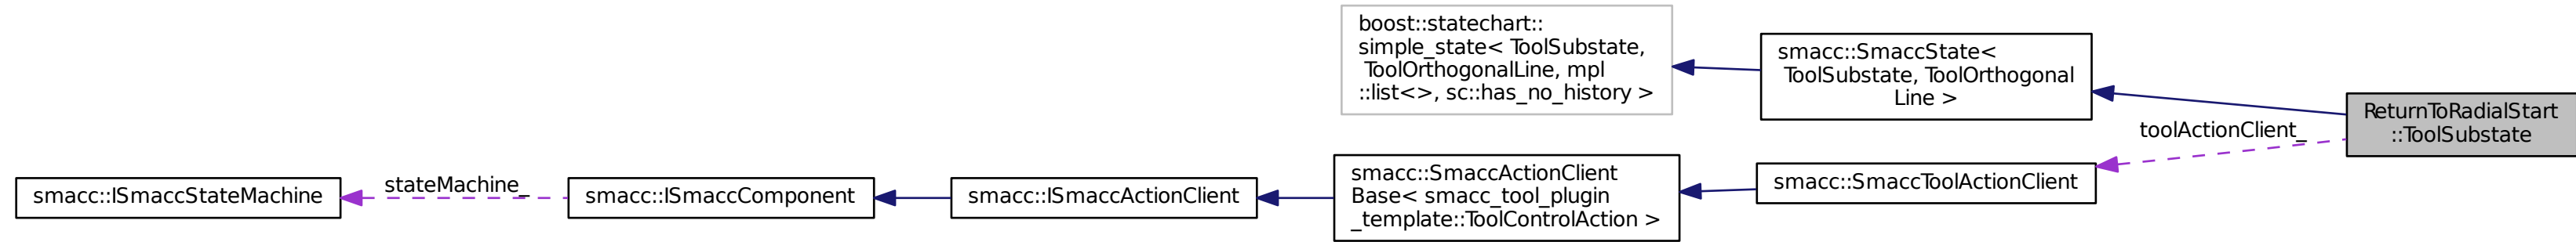 boost::statechart::
simple_state< ToolSubstate,
ToolOrthogonalLine, mpl
::list<>, sc::has_no_history >
smacc::SmaccState<
ToolSubstate, ToolOrthogonal
Line >
ReturnToRadialStart
::ToolSubstate
toolActionClient_
smacc::ISmaccStateMachine
stateMachine_
smacc::ISmaccComponent
smacc::ISmaccActionClient
smacc::SmaccActionClient
Base< smacc_tool_plugin
_template::ToolControlAction >
smacc::SmaccToolActionClient